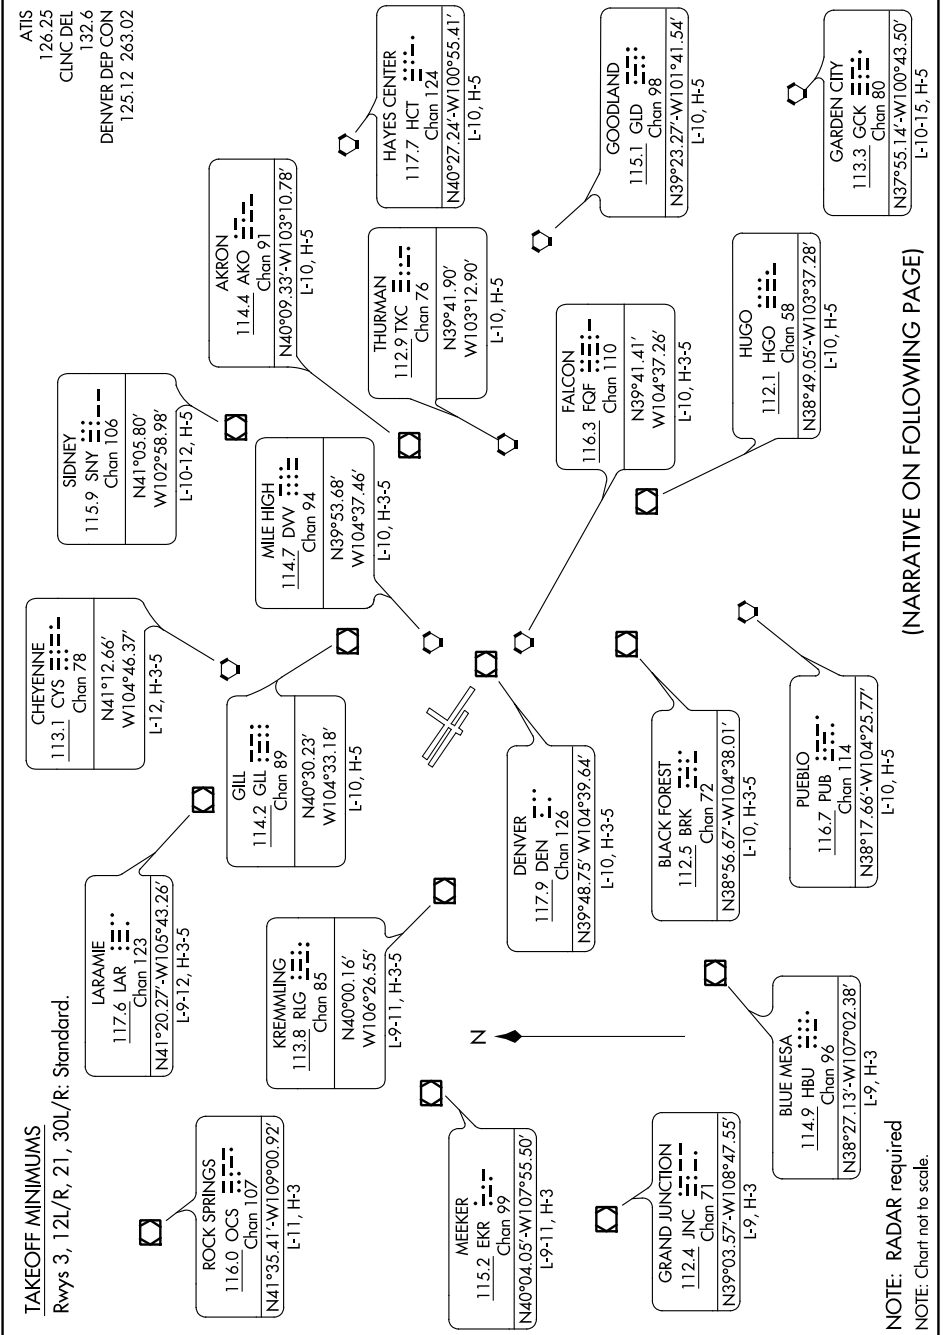 TAKEOFF MINIMUMS
Rwys 3, 12L/R, 21, 30L/R: Standard.
ATIS
126.25
CLNC DEL
132.6
DENVER DEP CON
125.12 263.02
ROCK SPRINGS
116.0 OCS
Chan 107
N41°35.41'-W109°00.92'
L-11, H-3
LARAMIE
117.6 LAR
Chan 123
N41°20.27'-W105°43.26'
L-9-12, H-3-5
CHEYENNE
113.1 CYS
Chan 78
N41°12.66'
W104°46.37'
L-12, H-3-5
SIDNEY
115.9 SNY
Chan 106
N41°05.80'
W102°58.98'
L-10-12, H-5
GILL
114.2 GLL
Chan 89
N40°30.23'
W104°33.18'
L-10, H-5
MILE HIGH
114.7 DVV
Chan 94
N39°53.68'
W104°37.46'
L-10, H-3-5
AKRON
114.4 AKO
Chan 91
N40°09.33'-W103°10.78'
L-10, H-5
HAYES CENTER
117.7 HCT
Chan 124
N40°27.24'-W100°55.41'
L-10, H-5
KREMMLING
113.8 RLG
Chan 85
N40°00.16'
W106°26.55'
L-9-11, H-3-5
THURMAN
112.9 TXC
Chan 76
N39°41.90'
W103°12.90'
L-10, H-5
MEEKER
115.2 EKR
Chan 99
N40°04.05'-W107°55.50'
L-9-11, H-3
N
DENVER
117.9 DEN
Chan 126
N39°48.75' W104°39.64'
L-10, H-3-5
FALCON
116.3 FQF
Chan 110
N39°41.41'
W104°37.26'
L-10, H-3-5
GOODLAND
115.1 GLD
Chan 98
N39°23.27'-W101°41.54'
L-10, H-5
GRAND JUNCTION
112.4 JNC
Chan 71
N39°03.57'-W108°47.55'
L-9, H-3
BLACK FOREST
112.5 BRK
Chan 72
N38°56.67'-W104°38.01'
L-10, H-3-5
HUGO
112.1 HGO
Chan 58
N38°49.05'-W103°37.28'
L-10, H-5
BLUE MESA
114.9 HBU
Chan 96
N38°27.13'-W107°02.38'
L-9, H-3
PUEBLO
116.7 PUB
Chan 114
N38°17.66'-W104°25.77'
L-10, H-5
GARDEN CITY
113.3 GCK
Chan 80
N37°55.14'-W100°43.50'
L-10-15, H-5
NOTE: RADAR required
NOTE: Chart not to scale.
(NARRATIVE ON FOLLOWING PAGE)